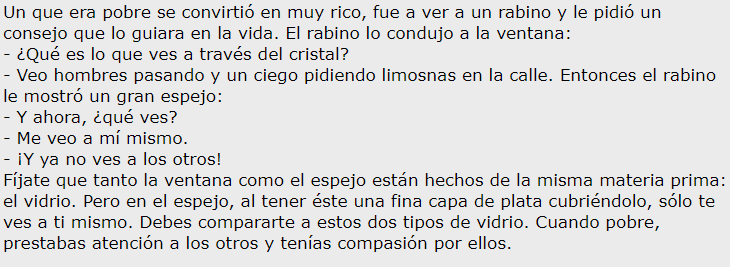 Un que era pobre se convirtió en muy rico, fue a ver a un rabino y le pidió un
consejo que lo guiara en la vida. El rabino lo condujo a la ventana:
- ¿Qué es lo que ves a través del cristal?
- Veo hombres pasando y un ciego pidiendo limosnas en la calle. Entonces el rabino
le mostró un gran espejo:
- Y ahora, ¿qué ves?
- Me veo a mí mismo.
- ¡Y ya no ves a los otros!
Fíjate que tanto la ventana como el espejo están hechos de la misma materia prima:
el vidrio. Pero en el espejo, al tener éste una fina capa de plata cubriéndolo, sólo te
ves a ti mismo. Debes compararte a estos dos tipos de vidrio. Cuando pobre,
prestabas atención a los otros y tenías compasión por ellos.